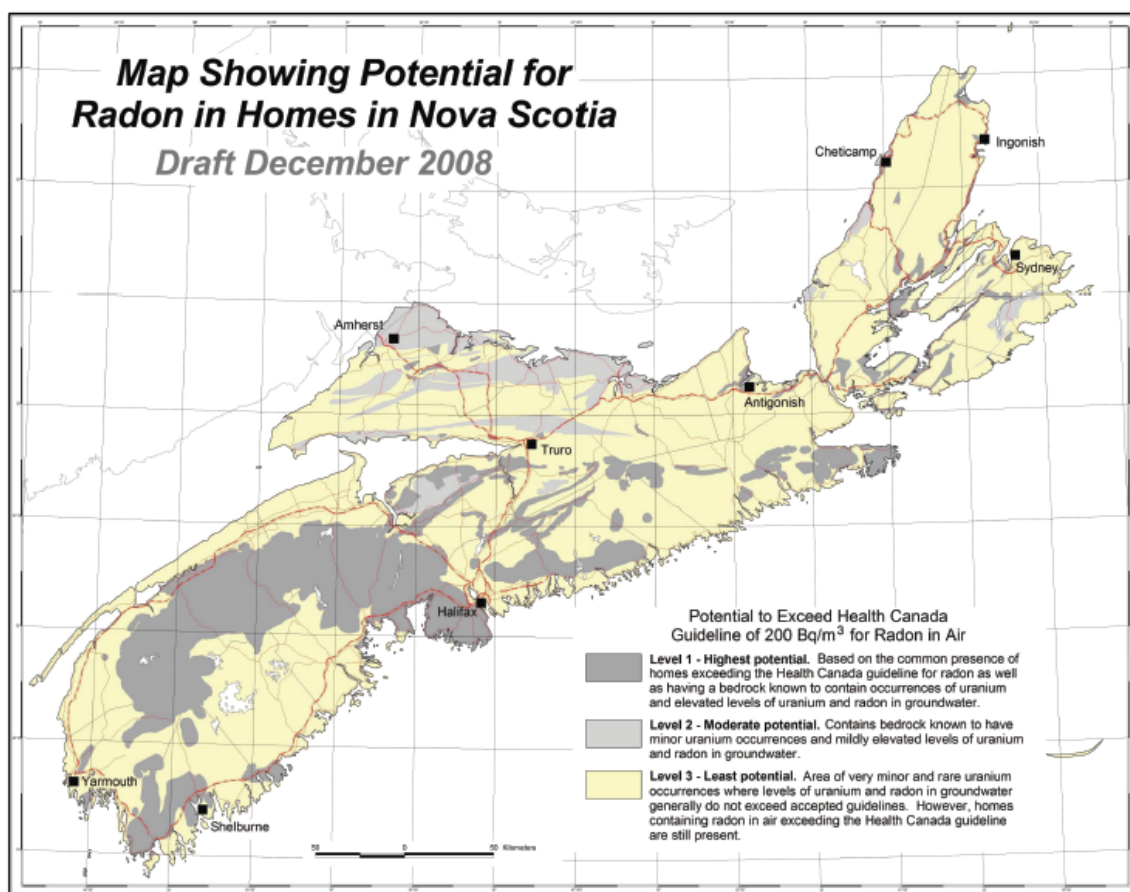 Map Showing Potential for
Radon in Homes in Nova Scotia
Draft December 2008
Cheticamp
Ingonish
Sydney
Amherst
Antigonish
Truro
Halifax
Yarmouth
Shelburne
Potential to Exceed Health Canada
Guideline of 200 Bq/m³ for Radon in Air
Level 1 - Highest potential. Based on the common presence of
homes exceeding the Health Canada guideline for radon as well
as having a bedrock known to contain occurrences of uranium
and elevated levels of uranium and radon in groundwater.
Level 2 - Moderate potential. Contains bedrock known to have
minor uranium occurrences and mildly elevated levels of uranium
and radon in groundwater.
Level 3 - Least potential. Area of very minor and rare uranium
occurrences where levels of uranium and radon in groundwater
generally do not exceed accepted guidelines. However, homes
containing radon in air exceeding the Health Canada guideline
are still present.
50 0 50 Kilometers